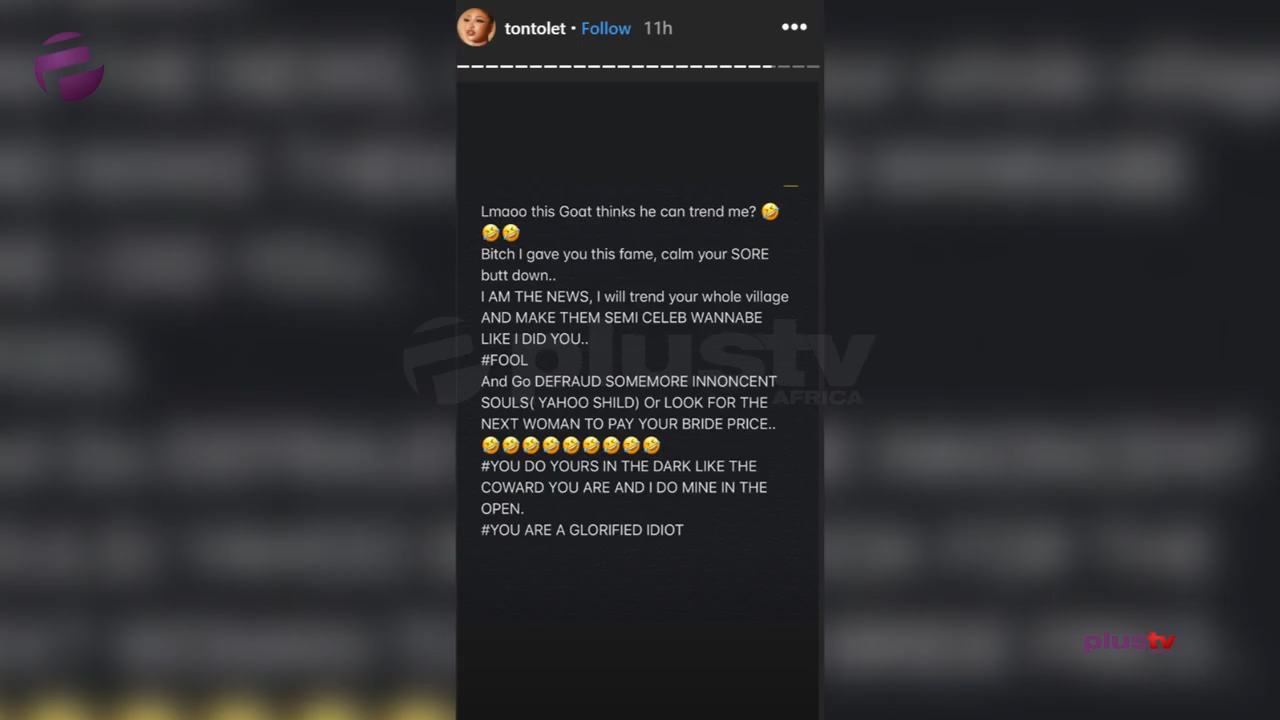 tontolet • Follow 11h
Lmaoo this Goat thinks he can trend me? 🤣
🤣🤣
Bitch I gave you this fame, calm your SORE
butt down..
I AM THE NEWS, I will trend your whole village
AND MAKE THEM SEMI CELEB WANNABE
LIKE I DID YOU..
#FOOL
And Go DEFRAUD SOMEMORE INNONCENT
SOULS( YAHOO SHILD) Or LOOK FOR THE
NEXT WOMAN TO PAY YOUR BRIDE PRICE..
🤣🤣🤣🤣🤣🤣🤣🤣🤣
#YOU DO YOURS IN THE DARK LIKE THE
COWARD YOU ARE AND I DO MINE IN THE
OPEN.
#YOU ARE A GLORIFIED IDIOT
plustv
AFRICA
plustv